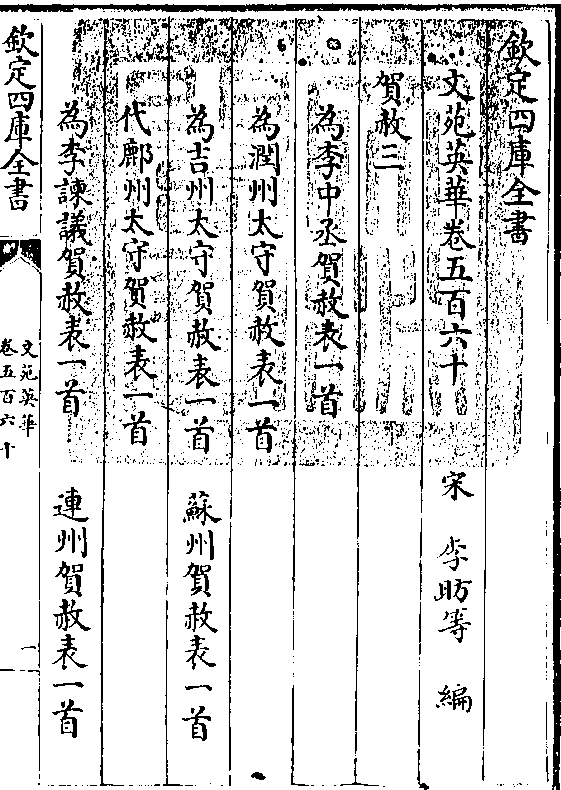 欽定四庫全書
文苑英華卷五百六十
宋 李昉等 編
賀赦三
為李中丞賀赦表一首
為潤州太守賀赦表一首
為吉州太守賀赦表一首 蘇州賀赦表一首
代鄜州太守賀赦表一首
為李諫議賀赦表一首 連州賀赦表一首
欽定四庫全書
文苑英華
卷五百六十
一